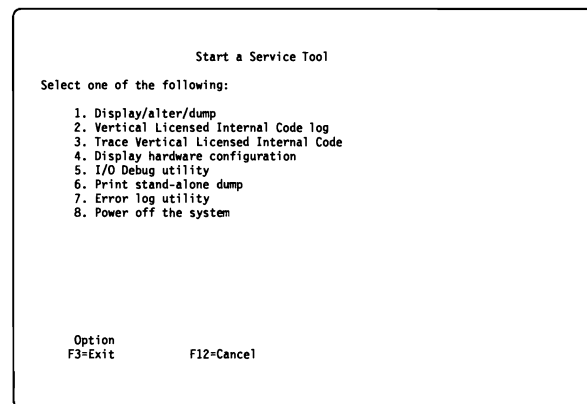 Start a Service Tool
Select one of the following:
1. Display/alter/dump
2. Vertical Licensed Internal Code log
3. Trace Vertical Licensed Internal Code
4. Display hardware configuration
5. I/O Debug utility
6. Print stand-alone dump
7. Error log utility
8. Power off the system
Option
F3=Exit F12=Cancel